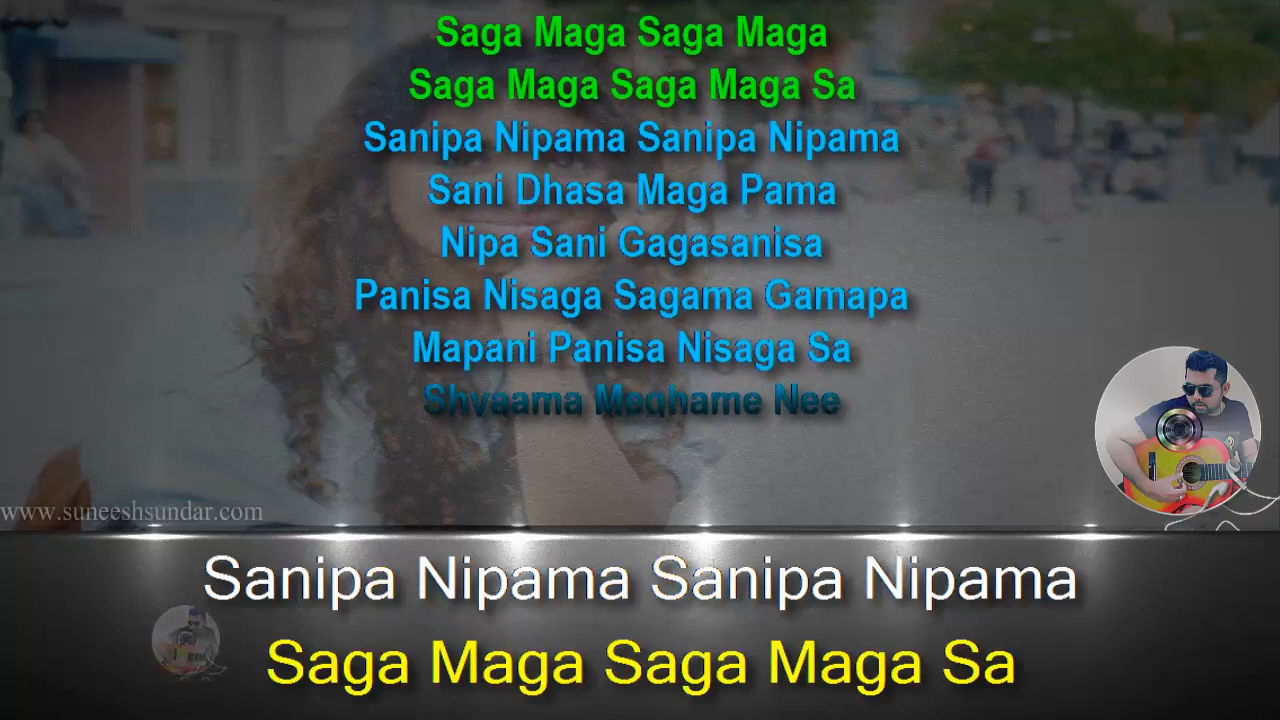 Saga Maga Saga Maga
Saga Maga Saga Maga Sa
Sanipa Nipama Sanipa Nipama
Sani Dhasa Maga Pama
Nipa Sani Gagasanisa
Panisa Nisaga Sagama Gamapa
Mapani Panisa Nisaga Sa
Shyaama Meghame Nee
www.suneeshsundar.com
Sanipa Nipama Sanipa Nipama
Saga Maga Saga Maga Sa